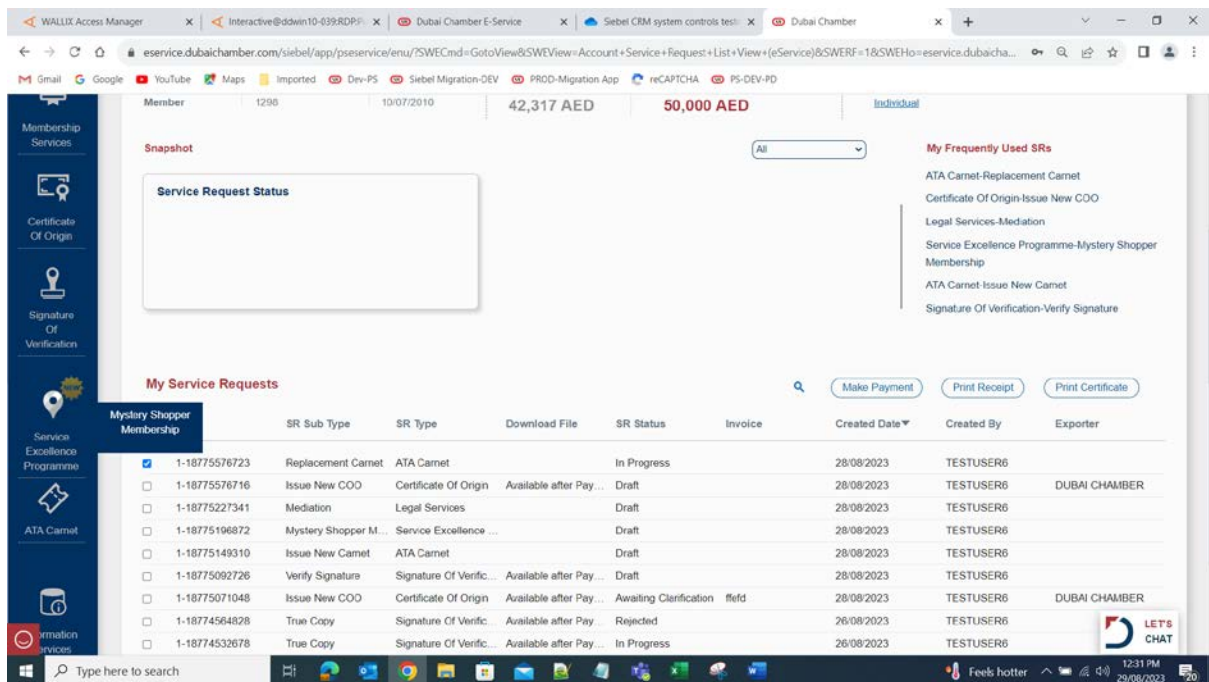 WALLIX Access Manager
Interactive@ddwin10-039:RDP:
Dubai Chamber E-Service
Siebel CRM system controls testi
Dubai Chamber
eservice.dubaichamber.com/siebel/app/pseservice/enu/?SWECmd=GotoView&SWEView=Account+Service+Request+List+View+(eService)&SWERF=1&SWEHo=eservice.dubaicha...
Gmail Google YouTube Maps Imported Dev-PS Siebel Migration-DEV PROD-Migration App reCAPTCHA PS-DEV-PD
Member 1298 10/07/2010 42,317 AED 50,000 AED Individual
Membership
Services
Certificate
Of Origin
Signature
Of
Verification
NEW
Service
Excellence
Programme
Mystery Shopper
Membership
ATA Carnet
ormation
ervices
Snapshot
All
Service Request Status
My Frequently Used SRs
ATA Carnet-Replacement Carnet
Certificate Of Origin-Issue New COO
Legal Services-Mediation
Service Excellence Programme-Mystery Shopper
Membership
ATA Carnet-Issue New Carnet
Signature Of Verification-Verify Signature
My Service Requests
Make Payment Print Receipt Print Certificate
SR Sub Type SR Type Download File SR Status Invoice Created Date Created By Exporter
1-18775576723 Replacement Carnet ATA Carnet In Progress 28/08/2023 TESTUSER6
1-18775576716 Issue New COO Certificate Of Origin Available after Pay... Draft 28/08/2023 TESTUSER6 DUBAI CHAMBER
1-18775227341 Mediation Legal Services Draft 28/08/2023 TESTUSER6
1-18775196872 Mystery Shopper M... Service Excellence ... Draft 28/08/2023 TESTUSER6
1-18775149310 Issue New Carnet ATA Carnet Draft 28/08/2023 TESTUSER6
1-18775092726 Verify Signature Signature Of Verific... Available after Pay... Draft 28/08/2023 TESTUSER6
1-18775071048 Issue New COO Certificate Of Origin Available after Pay... Awaiting Clarification ffefd 28/08/2023 TESTUSER6 DUBAI CHAMBER
1-18774564828 True Copy Signature Of Verific... Available after Pay... Rejected 26/08/2023 TESTUSER6
1-18774532678 True Copy Signature Of Verific... Available after Pay... In Progress 26/08/2023 TESTUSER6
LET'S
CHAT
Type here to search
Feels hotter
12:31 PM
29/08/2023
20